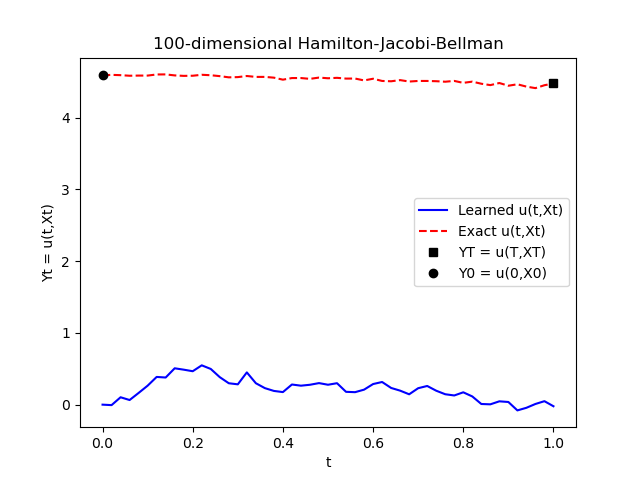 100-dimensional Hamilton-Jacobi-Bellman
Yt = u(t,Xt)
4
3
2
1
0
Learned u(t,Xt)
Exact u(t,Xt)
YT = u(T,XT)
Y0 = u(0,X0)
0.0 0.2 0.4 0.6 0.8 1.0
t